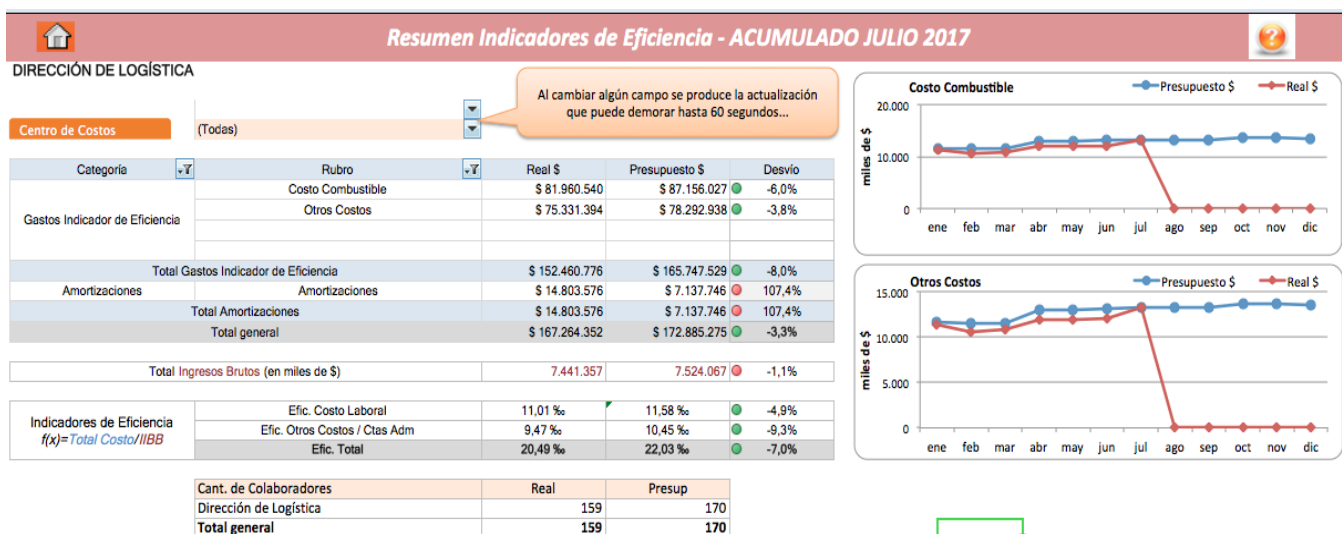 Resumen Indicadores de Eficiencia - ACUMULADO JULIO 2017
DIRECCIÓN DE LOGÍSTICA
Al cambiar algún campo se produce la actualización
que puede demorar hasta 60 segundos...
Centro de Costos (Todas)
Categoría Rubro Real $ Presupuesto $ Desvío
Costo Combustible $ 81.960.540 $ 87.156.027 -6,0%
Gastos Indicador de Eficiencia Otros Costos $ 75.331.394 $ 78.292.938 -3,8%
Total Gastos Indicador de Eficiencia $ 152.460.776 $ 165.747.529 -8,0%
Amortizaciones Amortizaciones $ 14.803.576 $ 7.137.746 107,4%
Total Amortizaciones $ 14.803.576 $ 7.137.746 107,4%
Total general $ 167.264.352 $ 172.885.275 -3,3%
Total Ingresos Brutos (en miles de $) 7.441.357 7.524.067 -1,1%
Indicadores de Eficiencia
f(x)=Total Costo/IIBB
Efic. Costo Laboral 11,01 ‰ 11,58 ‰ -4,9%
Efic. Otros Costos / Ctas Adm 9,47 ‰ 10,45 ‰ -9,3%
Efic. Total 20,49 ‰ 22,03 ‰ -7,0%
Cant. de Colaboradores Real Presup
Dirección de Logística 159 170
Total general 159 170
Costo Combustible Presupuesto $ Real $
miles de $
20.000
10.000
0
ene feb mar abr may jun jul ago sep oct nov dic
Otros Costos Presupuesto $ Real $
miles de $
15.000
10.000
5.000
0
ene feb mar abr may jun jul ago sep oct nov dic